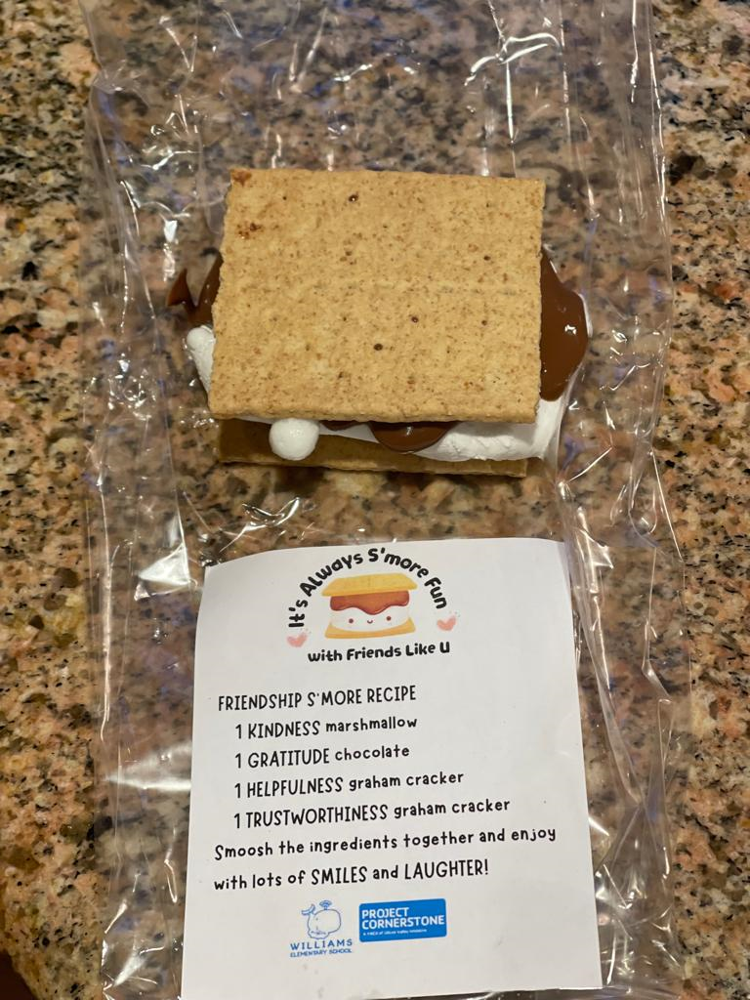 It's Always S'more Fun
with Friends Like U
FRIENDSHIP S'MORE RECIPE
1 KINDNESS marshmallow
1 GRATITUDE chocolate
1 HELPFULNESS graham cracker
1 TRUSTWORTHINESS graham cracker
Smoosh the ingredients together and enjoy
with lots of SMILES and LAUGHTER!
WILLIAMS
ELEMENTARY SCHOOL
PROJECT
CORNERSTONE